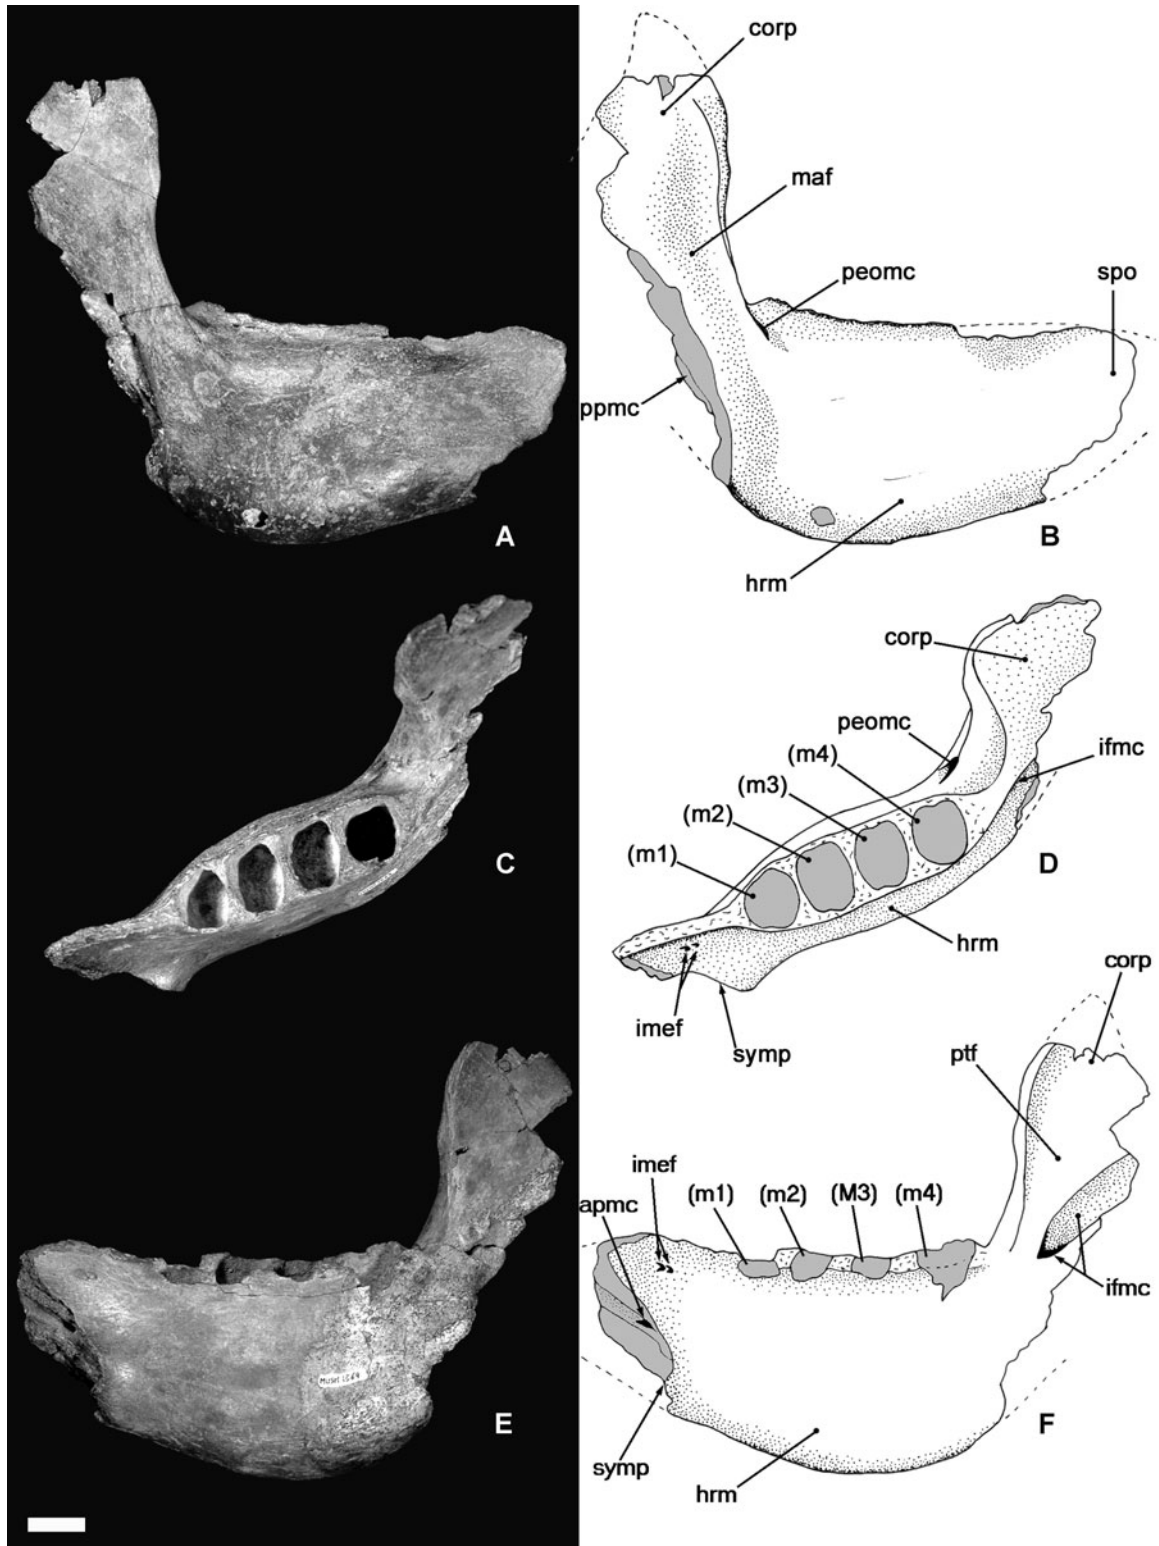 corp
maf
peomc
spo
ppmc
A
B
hrm
corp
peomc
ifmc
(m4)
(m3)
(m2)
(m1)
C
D
hrm
imef
symp
corp
ptf
imef
apmc
(m1)
(m2)
(M3)
(m4)
ifmc
E
F
symp
hrm